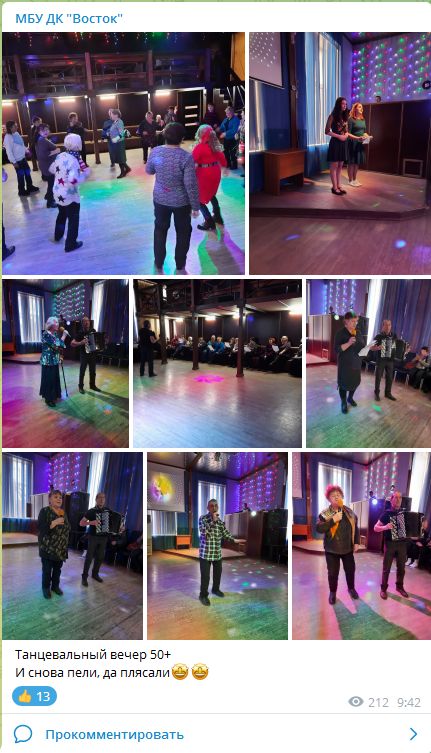 МБУ ДК "Восток"
Танцевальный вечер 50+
И снова пели, да плясали🤩 🤩
👍 13
212 9:42
Прокомментировать